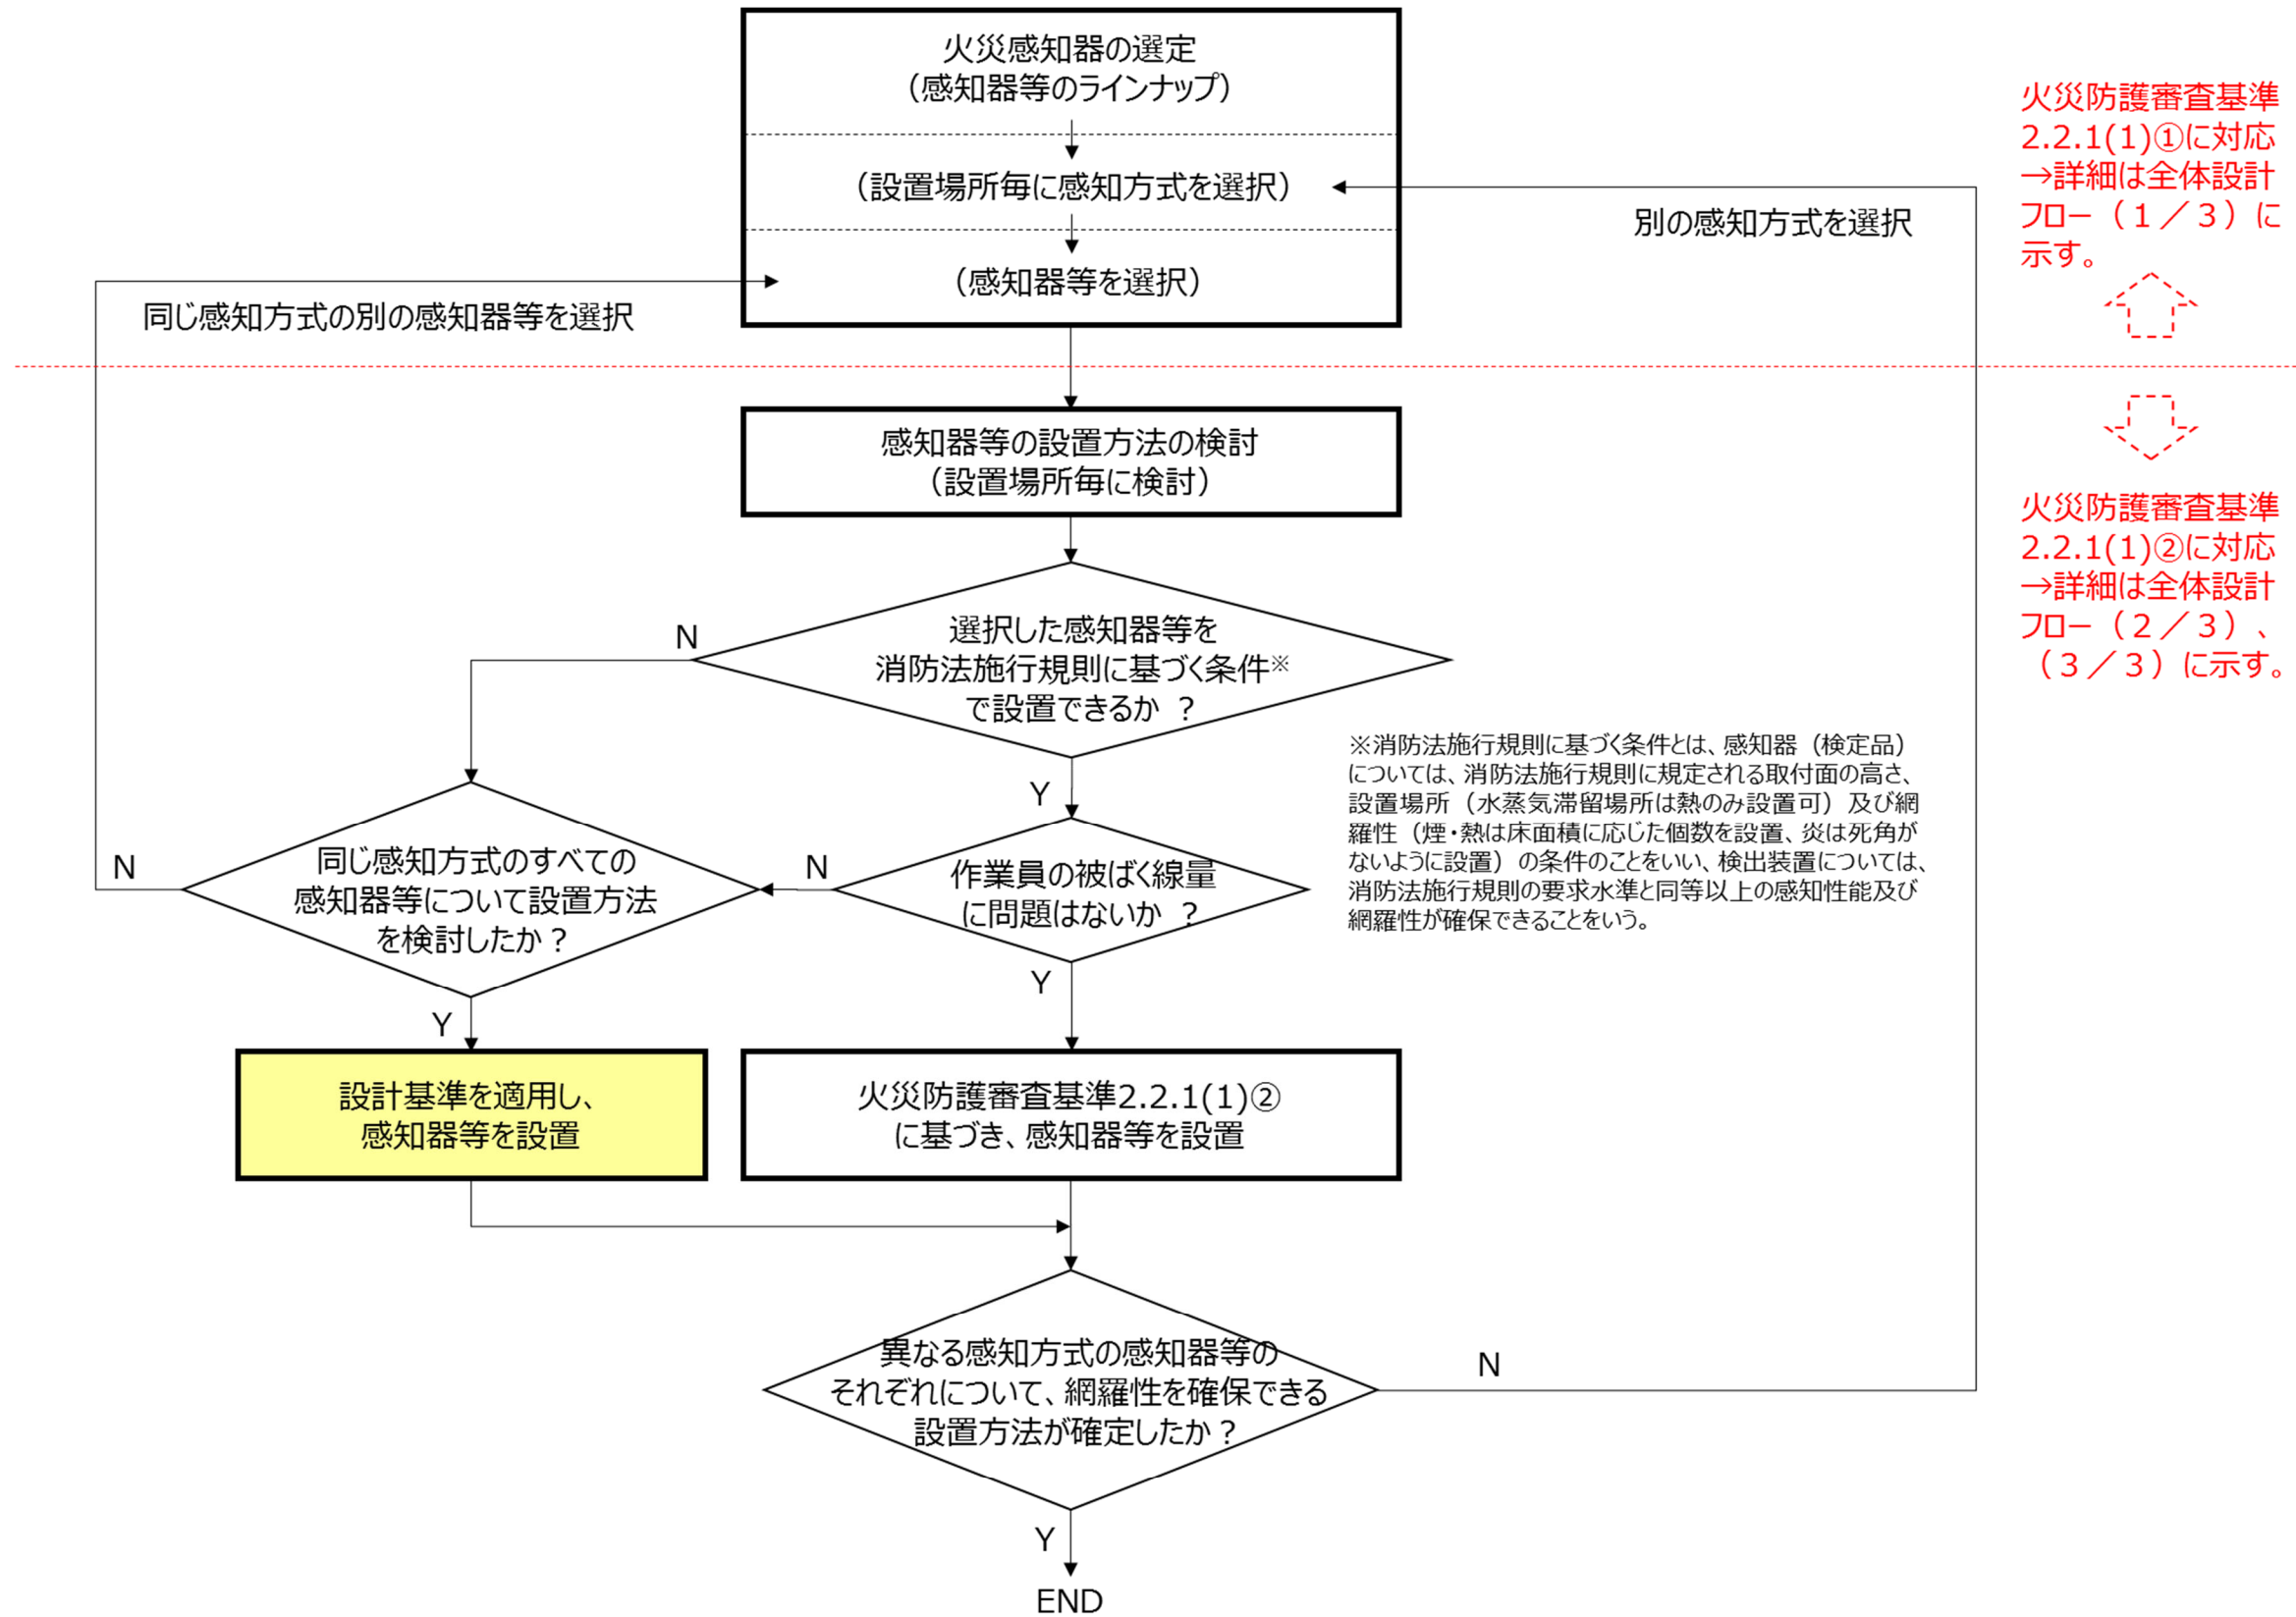 火災感知器の選定
（感知器等のラインナップ）
（設置場所毎に感知方式を選択）
（感知器等を選択）
別の感知方式を選択
同じ感知方式の別の感知器等を選択
火災防護審査基準
2.2.1(1)①に対応
→詳細は全体設計
フロー（１／３）に
示す。
感知器等の設置方法の検討
（設置場所毎に検討）
火災防護審査基準
2.2.1(1)②に対応
→詳細は全体設計
フロー（２／３）、
（３／３）に示す。
選択した感知器等を
消防法施行規則に基づく条件※
で設置できるか ？
N
Y
※消防法施行規則に基づく条件とは、感知器（検定品）
については、消防法施行規則に規定される取付面の高さ、
設置場所（水蒸気滞留場所は熱のみ設置可）及び網
羅性（煙・熱は床面積に応じた個数を設置、炎は死角が
ないように設置）の条件のことをいい、検出装置については、
消防法施行規則の要求水準と同等以上の感知性能及び
網羅性が確保できることをいう。
作業員の被ばく線量
に問題はないか ？
N
Y
同じ感知方式のすべての
感知器等について設置方法
を検討したか？
N
Y
設計基準を適用し、
感知器等を設置
火災防護審査基準2.2.1(1)②
に基づき、感知器等を設置
異なる感知方式の感知器等の
それぞれについて、網羅性を確保できる
設置方法が確定したか？
N
Y
END